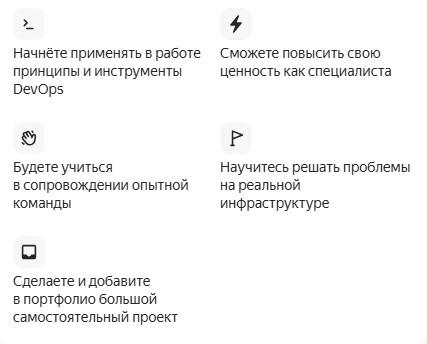 Начнёте применять в работе
принципы и инструменты
DevOps
Сможете повысить свою
ценность как специалиста
Будете учиться
в сопровождении опытной
команды
Научитесь решать проблемы
на реальной
инфраструктуре
Сделаете и добавите
в портфолио большой
самостоятельный проект